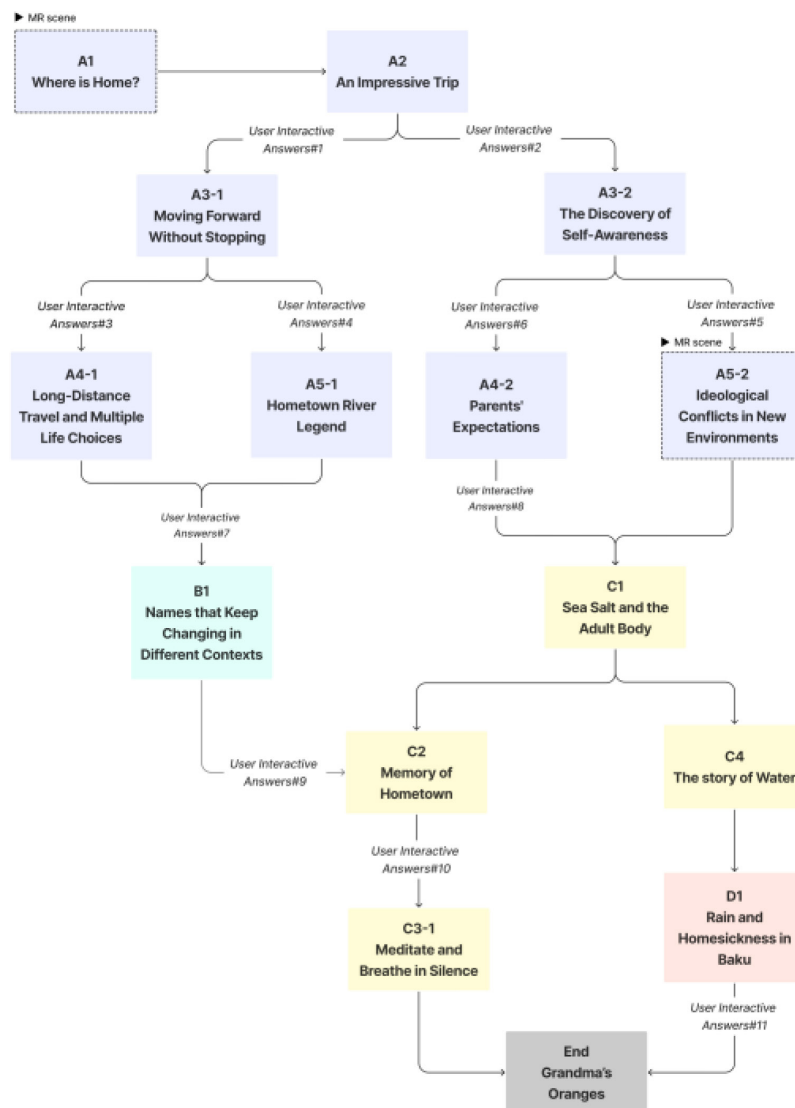 ▶ MR scene
A1
Where is Home?
A2
An Impressive Trip
User Interactive
Answers#1
User Interactive
Answers#2
A3-1
Moving Forward
Without Stopping
A3-2
The Discovery of
Self-Awareness
User Interactive
Answers#3
User Interactive
Answers#4
User Interactive
Answers#6
User Interactive
Answers#5
▶ MR scene
A4-1
Long-Distance
Travel and Multiple
Life Choices
A5-1
Hometown River
Legend
A4-2
Parents'
Expectations
A5-2
Ideological
Conflicts in New
Environments
User Interactive
Answers#7
User Interactive
Answers#8
B1
Names that Keep
Changing in
Different Contexts
C1
Sea Salt and the
Adult Body
User Interactive
Answers#9
C2
Memory of
Hometown
C4
The story of Water
User Interactive
Answers#10
C3-1
Meditate and
Breathe in Silence
D1
Rain and
Homesickness in
Baku
User Interactive
Answers#11
End
Grandma's
Oranges